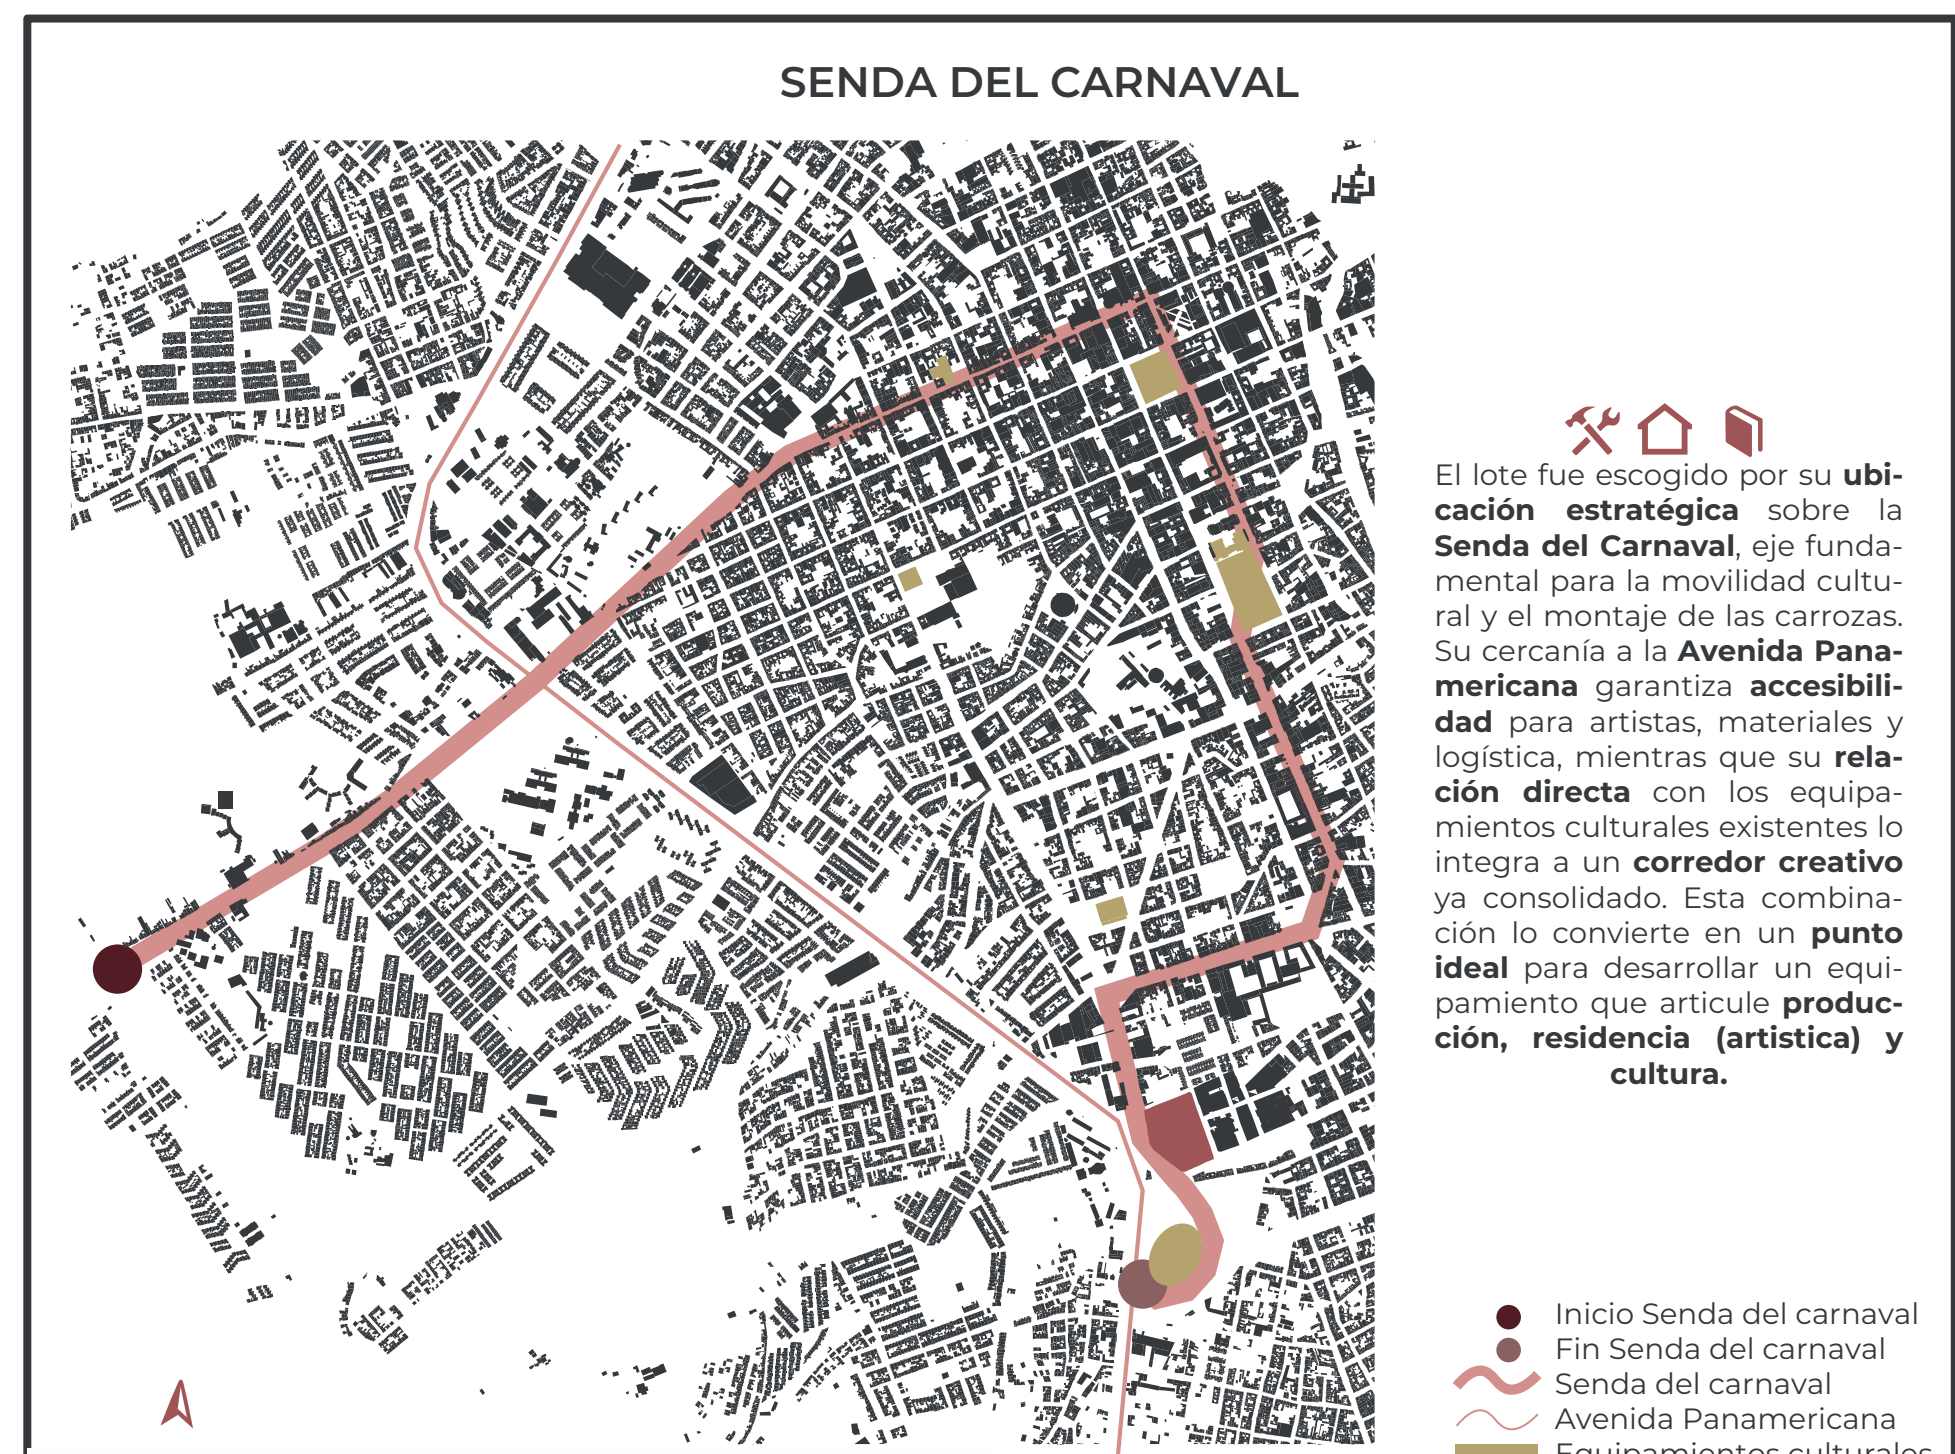 SENDA DEL CARNAVAL
El lote fue escogido por su ubi-
cación estratégica sobre la
Senda del Carnaval, eje funda-
mental para la movilidad cultu-
ral y el montaje de las carrozas.
Su cercanía a la Avenida Pana-
mericana garantiza accesibili-
dad para artistas, materiales y
logística, mientras que su rela-
ción directa con los equipa-
mientos culturales existentes lo
integra a un corredor creativo
ya consolidado. Esta combina-
ción lo convierte en un punto
ideal para desarrollar un equi-
pamiento que articule produc-
ción, residencia (artistica) y
cultura.
Inicio Senda del carnaval
Fin Senda del carnaval
Senda del carnaval
Avenida Panamericana
Equipamientos culturales